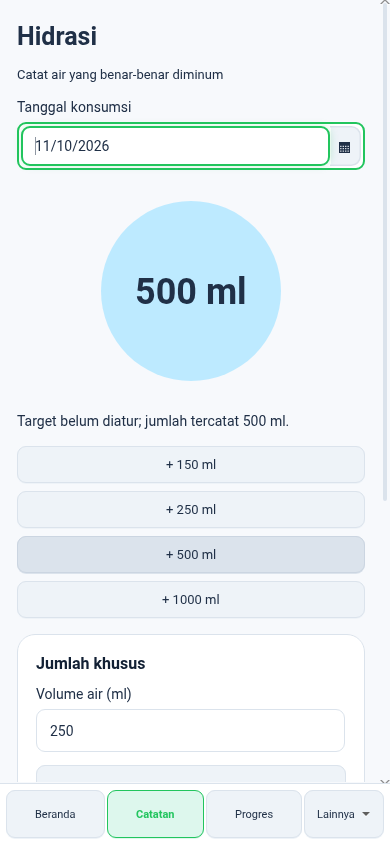 Hidrasi
Catat air yang benar-benar diminum
Tanggal konsumsi
11/10/2026
500 ml
Target belum diatur; jumlah tercatat 500 ml.
+ 150 ml
+ 250 ml
+ 500 ml
+ 1000 ml
Jumlah khusus
Volume air (ml)
250
Beranda
Catatan
Progres
Lainnya